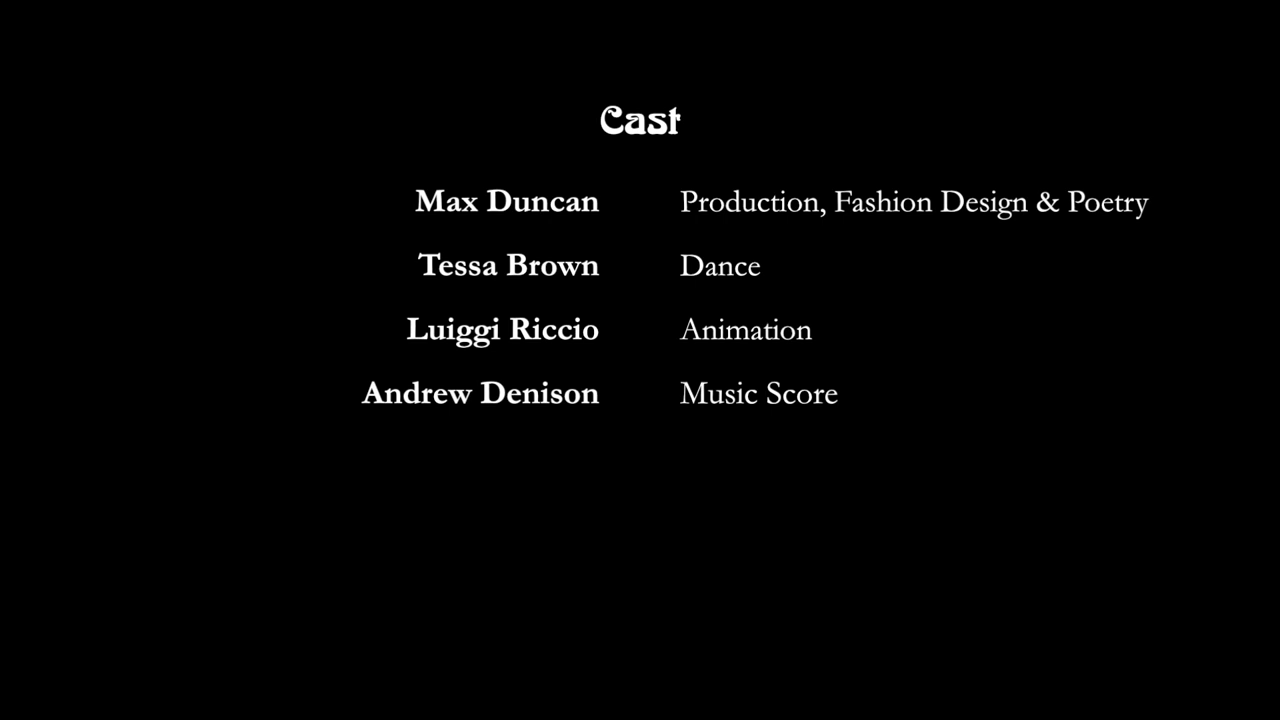 Cast
Max Duncan Production, Fashion Design & Poetry
Tessa Brown Dance
Luiggi Riccio Animation
Andrew Denison Music Score